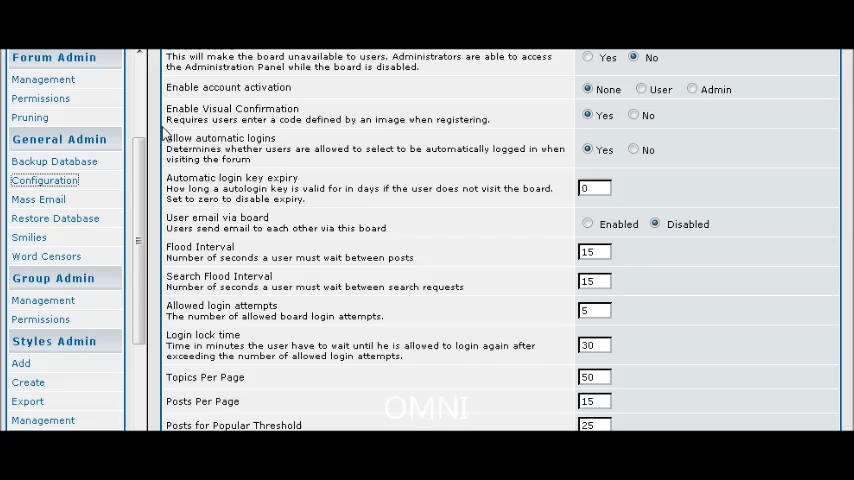 Forum Admin
Management
Permissions
Pruning
General Admin
Backup Database
Configuration
Mass Email
Restore Database
Smilies
Word Censors
Group Admin
Management
Permissions
Styles Admin
Add
Create
Export
Management
This will make the board unavailable to users. Administrators are able to access
the Administration Panel while the board is disabled.
Yes No
Enable account activation
None User Admin
Enable Visual Confirmation
Requires users enter a code defined by an image when registering.
Yes No
Allow automatic logins
Determines whether users are allowed to select to be automatically logged in when
visiting the forum
Yes No
Automatic login key expiry
How long a autologin key is valid for in days if the user does not visit the board.
Set to zero to disable expiry.
0
User email via board
Users send email to each other via this board
Enabled Disabled
Flood Interval
Number of seconds a user must wait between posts
15
Search Flood Interval
Number of seconds a user must wait between search requests
15
Allowed login attempts
The number of allowed board login attempts.
5
Login lock time
Time in minutes the user have to wait until he is allowed to login again after
exceeding the number of allowed login attempts.
30
Topics Per Page
50
Posts Per Page
15
OMNI
Posts for Popular Threshold
25